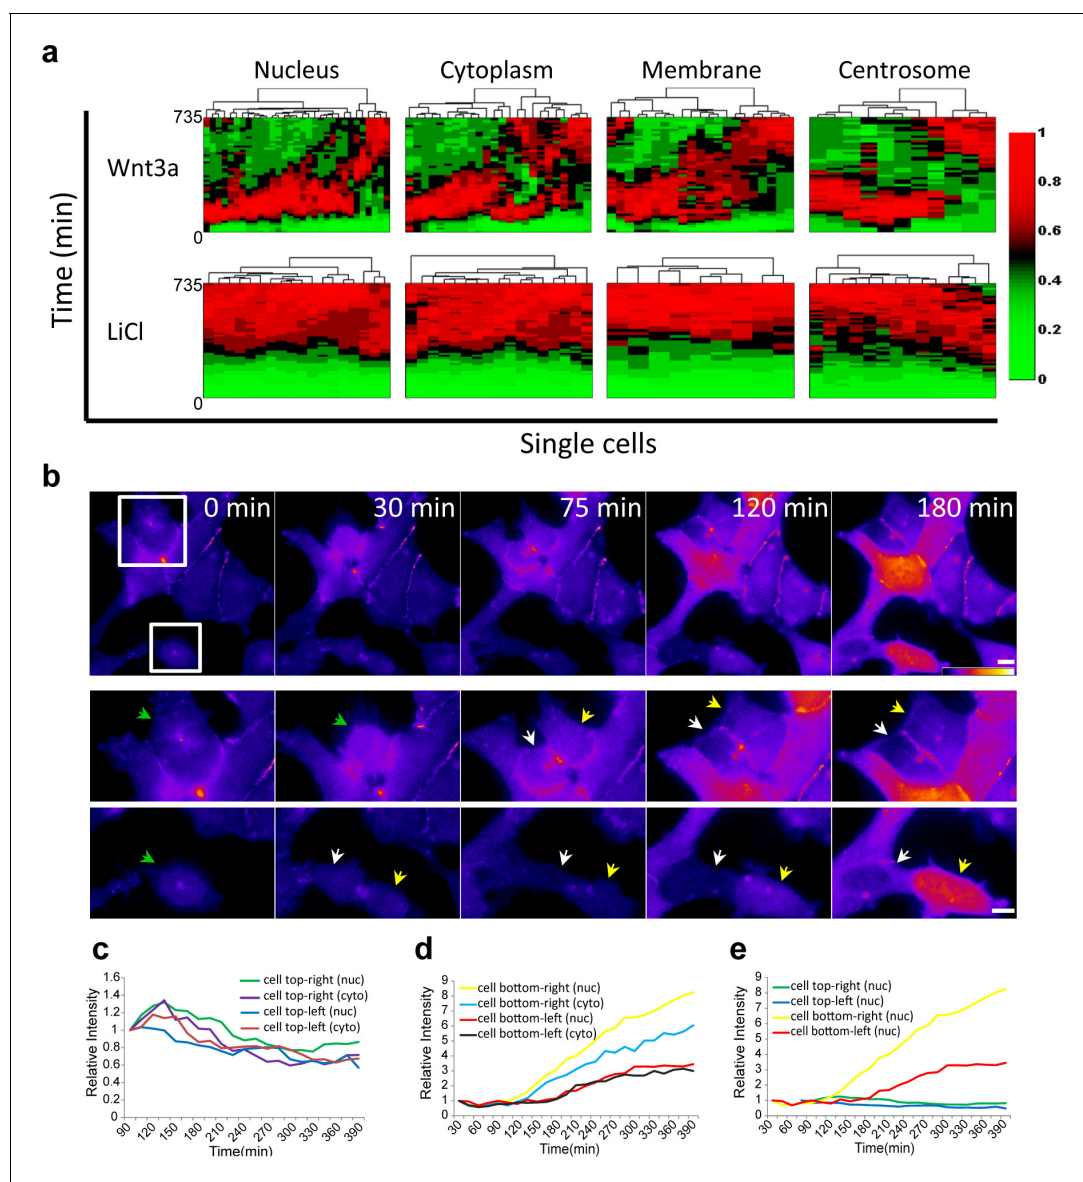 a
Nucleus
Cytoplasm
Membrane
Centrosome
Time (min)
735
Wnt3a
0
735
LiCl
0
1
0.8
0.6
0.4
0.2
0
Single cells
b
0 min
30 min
75 min
120 min
180 min
c
Relative Intensity
1.6
1.4
1.2
1
0.8
0.6
0.4
0.2
0
cell top-right (nuc)
cell top-right (cyto)
cell top-left (nuc)
cell top-left (cyto)
90
120
150
180
210
240
270
300
330
360
390
Time(min)
d
Relative Intensity
9
8
7
6
5
4
3
2
1
0
cell bottom-right (nuc)
cell bottom-right (cyto)
cell bottom-left (nuc)
cell bottom-left (cyto)
30
60
90
120
150
180
210
240
270
300
330
360
390
Time(min)
e
Relative Intensity
9
8
7
6
5
4
3
2
1
0
cell top-right (nuc)
cell top-left (nuc)
cell bottom-right (nuc)
cell bottom-left (nuc)
30
60
90
120
150
180
210
240
270
300
330
360
390
Time(min)